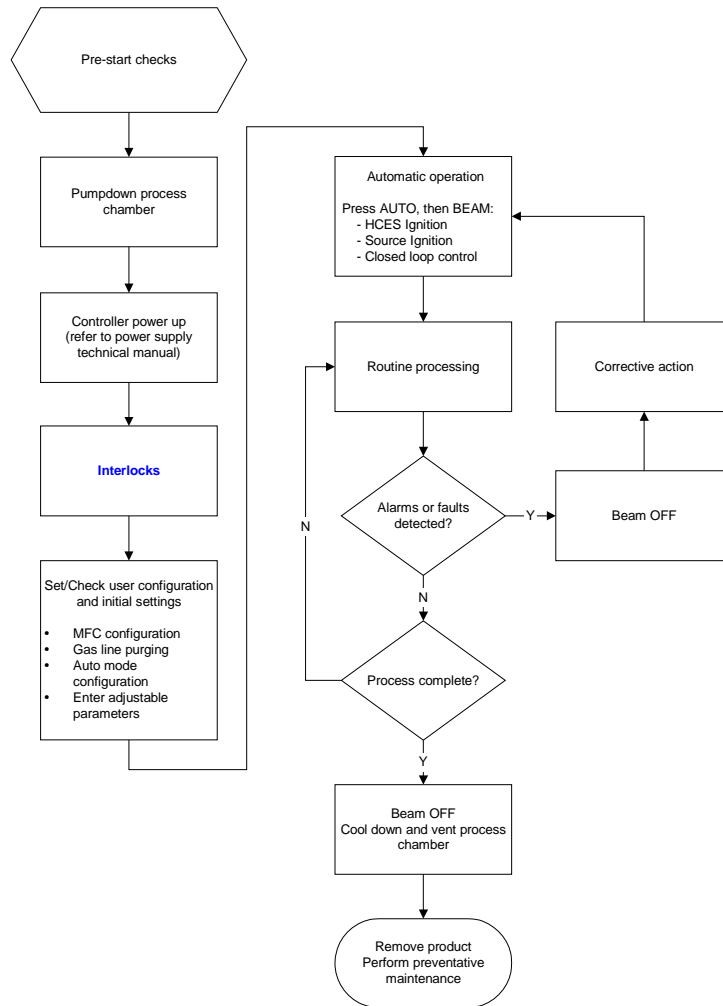 Pre-start checks
Pumpdown process
chamber
Controller power up
(refer to power supply
technical manual)
Interlocks
Set/Check user configuration
and initial settings
• MFC configuration
• Gas line purging
• Auto mode
configuration
• Enter adjustable
parameters
Automatic operation
Press AUTO, then BEAM:
- HCES Ignition
- Source Ignition
- Closed loop control
Routine processing
Alarms or faults
detected?
Y
Beam OFF
Corrective action
N
Process complete?
N
Y
Beam OFF
Cool down and vent process
chamber
Remove product
Perform preventative
maintenance